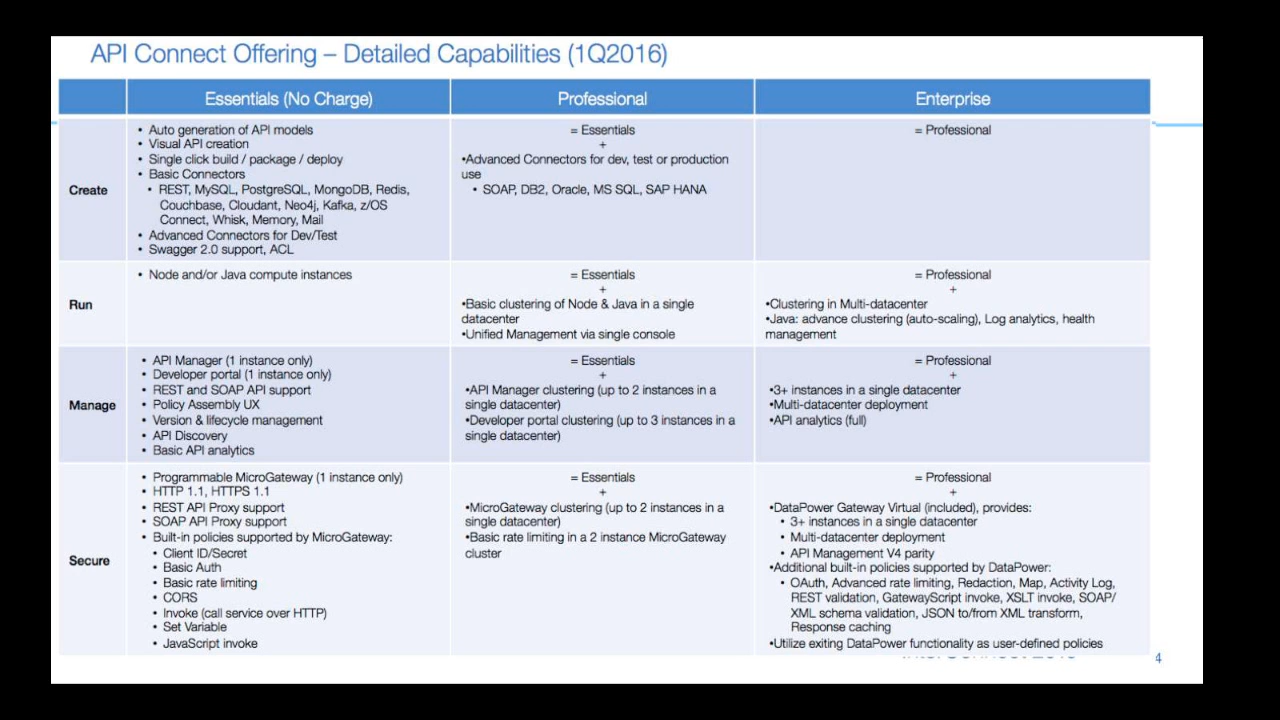 API Connect Offering – Detailed Capabilities (1Q2016)
Essentials (No Charge)
Professional
Enterprise
Create
• Auto generation of API models
• Visual API creation
• Single click build / package / deploy
• Basic Connectors
• REST, MySQL, PostgreSQL, MongoDB, Redis,
Couchbase, Cloudant, Neo4j, Kafka, z/OS
Connect, Whisk, Memory, Mail
• Advanced Connectors for Dev/Test
• Swagger 2.0 support, ACL
= Essentials
+
•Advanced Connectors for dev, test or production
use
• SOAP, DB2, Oracle, MS SQL, SAP HANA
= Professional
Run
• Node and/or Java compute instances
= Essentials
+
•Basic clustering of Node & Java in a single
datacenter
•Unified Management via single console
= Professional
+
•Clustering in Multi-datacenter
•Java: advance clustering (auto-scaling), Log analytics, health
management
Manage
• API Manager (1 instance only)
• Developer portal (1 instance only)
• REST and SOAP API support
• Policy Assembly UX
• Version & lifecycle management
• API Discovery
• Basic API analytics
= Essentials
+
•API Manager clustering (up to 2 instances in a
single datacenter)
•Developer portal clustering (up to 3 instances in a
single datacenter)
= Professional
+
•3+ instances in a single datacenter
•Multi-datacenter deployment
•API analytics (full)
Secure
• Programmable MicroGateway (1 instance only)
• HTTP 1.1, HTTPS 1.1
• REST API Proxy support
• SOAP API Proxy support
• Built-in policies supported by MicroGateway:
• Client ID/Secret
• Basic Auth
• Basic rate limiting
• CORS
• Invoke (call service over HTTP)
• Set Variable
• JavaScript invoke
= Essentials
+
•MicroGateway clustering (up to 2 instances in a
single datacenter)
•Basic rate limiting in a 2 instance MicroGateway
cluster
= Professional
+
•DataPower Gateway Virtual (included), provides:
• 3+ instances in a single datacenter
• Multi-datacenter deployment
• API Management V4 parity
•Additional built-in policies supported by DataPower:
• OAuth, Advanced rate limiting, Redaction, Map, Activity Log,
REST validation, GatewayScript invoke, XSLT invoke, SOAP/
XML schema validation, JSON to/from XML transform,
Response caching
•Utilize exiting DataPower functionality as user-defined policies
4